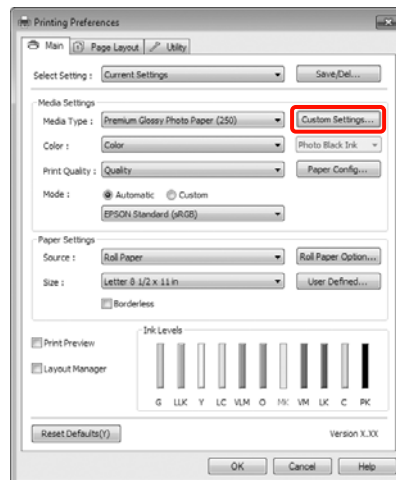 Printing Preferences
Main Page Layout Utility
Select Setting : Current Settings Save/Del...
Media Settings
Media Type : Premium Glossy Photo Paper (250) Custom Settings...
Color : Color Photo Black Ink
Print Quality : Quality Paper Config...
Mode : Automatic Custom
EPSON Standard (sRGB)
Paper Settings
Source : Roll Paper Roll Paper Option...
Size : Letter 8 1/2 x 11 in User Defined...
Borderless
Ink Levels
Print Preview
Layout Manager
G LLK Y LC VLM O MK VM LK C PK
Reset Defaults(Y) Version X.XX
OK Cancel Help